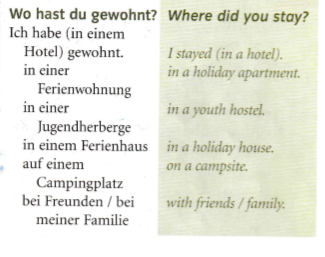 Wo hast du gewohnt? Where did you stay?
Ich habe (in einem
Hotel) gewohnt. I stayed (in a hotel).
in einer in a holiday apartment.
Ferienwohnung
in einer in a youth hostel.
Jugendherberge
in einem Ferienhaus in a holiday house.
auf einem on a campsite.
Campingplatz
bei Freunden / bei with friends / family.
meiner Familie